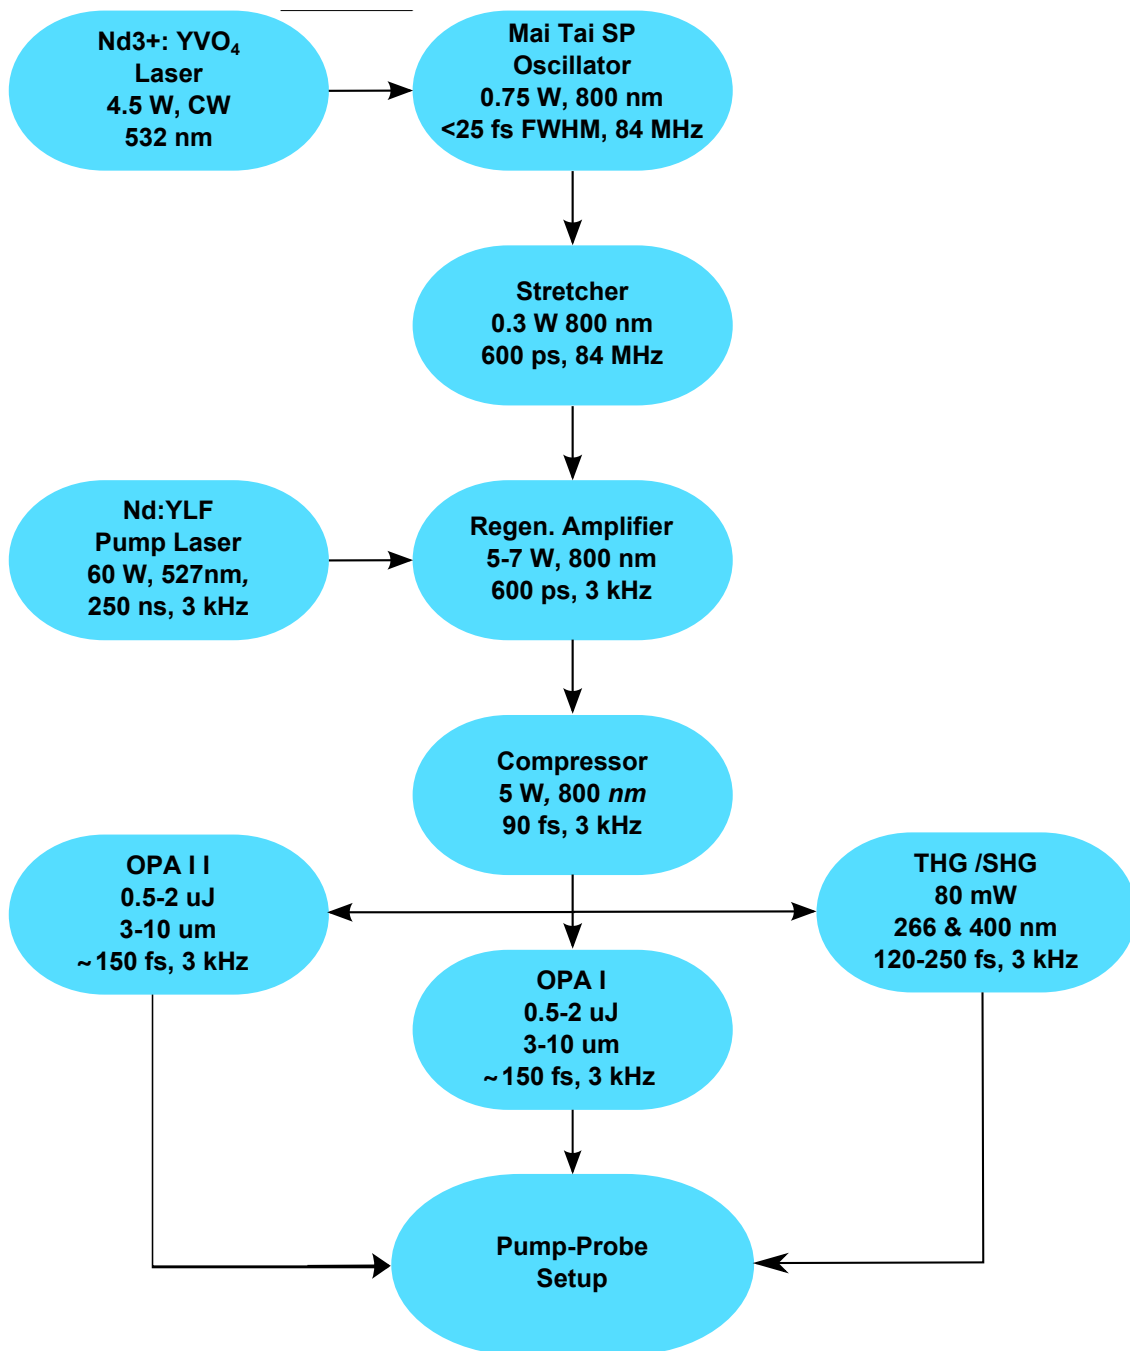 Nd3+: YVO₄
Laser
4.5 W, CW
532 nm
Mai Tai SP
Oscillator
0.75 W, 800 nm
<25 fs FWHM, 84 MHz
Stretcher
0.3 W 800 nm
600 ps, 84 MHz
Nd:YLF
Pump Laser
60 W, 527nm,
250 ns, 3 kHz
Regen. Amplifier
5-7 W, 800 nm
600 ps, 3 kHz
Compressor
5 W, 800 nm
90 fs, 3 kHz
OPA I I
0.5-2 uJ
3-10 um
~150 fs, 3 kHz
OPA I
0.5-2 uJ
3-10 um
~150 fs, 3 kHz
THG /SHG
80 mW
266 & 400 nm
120-250 fs, 3 kHz
Pump-Probe
Setup